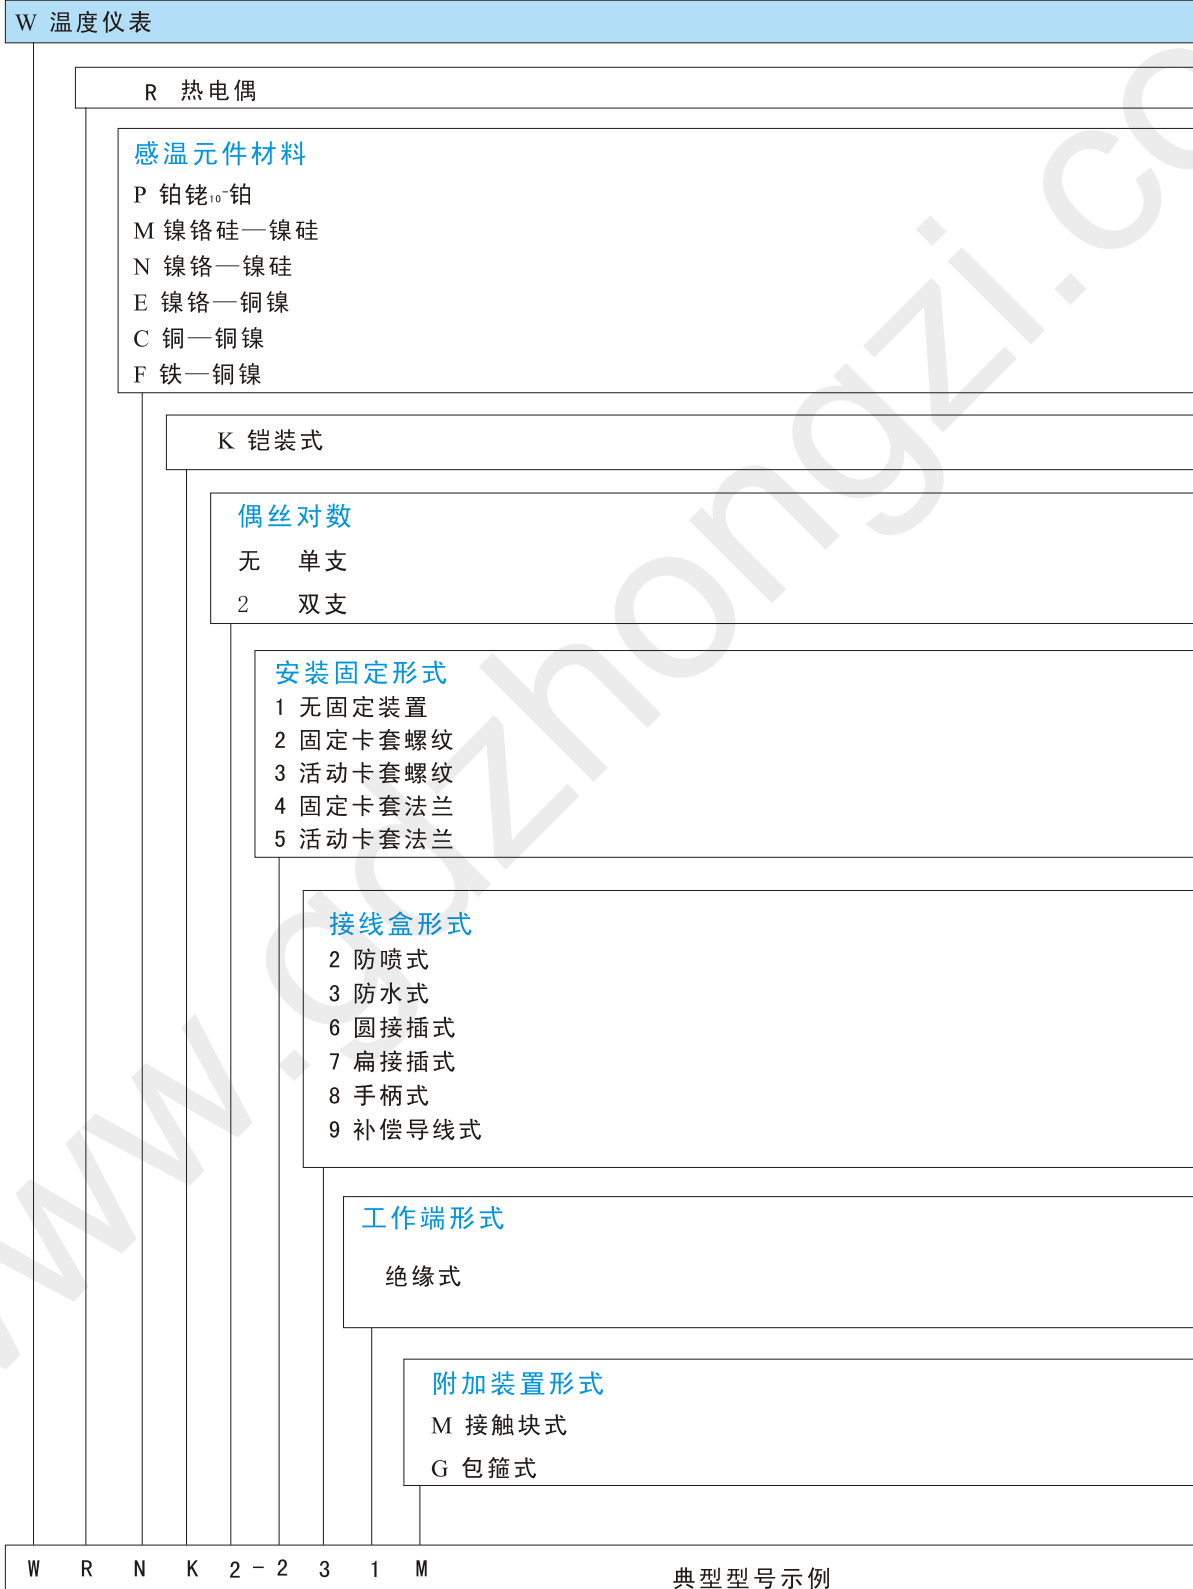 W 温度仪表
R 热电偶
感温元件材料
P 铂铑10-铂
M 镍铬硅—镍硅
N 镍铬—镍硅
E 镍铬—铜镍
C 铜—铜镍
F 铁—铜镍
K 铠装式
偶丝对数
无 单支
2 双支
安装固定形式
1 无固定装置
2 固定卡套螺纹
3 活动卡套螺纹
4 固定卡套法兰
5 活动卡套法兰
接线盒形式
2 防喷式
3 防水式
6 圆接插式
7 扁接插式
8 手柄式
9 补偿导线式
工作端形式
绝缘式
附加装置形式
M 接触块式
G 包箍式
W R N K 2 - 2 3 1 M 典型型号示例
www.gdzhongzi.co